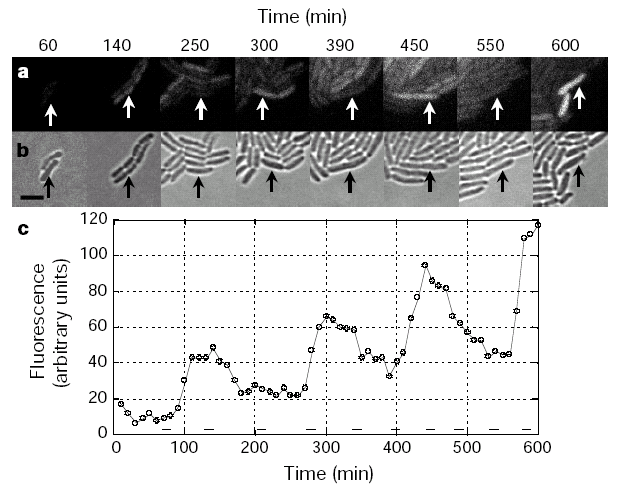 Time (min)
60 140 250 300 390 450 550 600
a
b
c
120
100
80
60
40
20
0
Fluorescence
(arbitrary units)
0 100 200 300 400 500 600
Time (min)